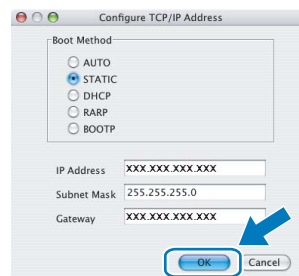 Configure TCP/IP Address
Boot Method
AUTO
STATIC
DHCP
RARP
BOOTP
IP Address XXX.XXX.XXX.XXX
Subnet Mask 255.255.255.0
Gateway XXX.XXX.XXX.XXX
OK Cancel